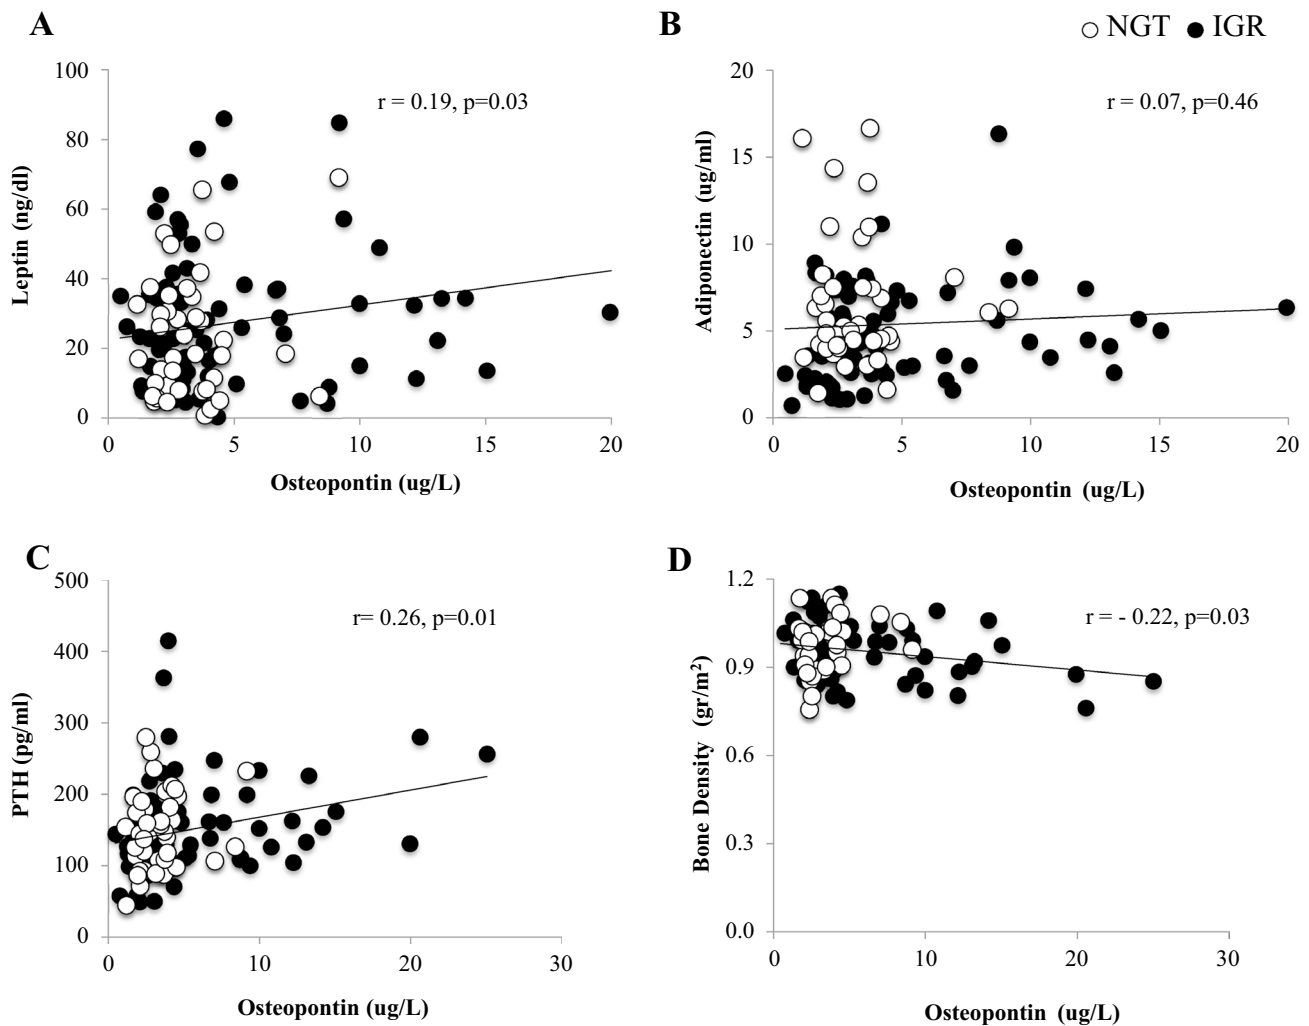 A
B
NGT IGR
100
80
60
40
20
0
Leptin (ng/dl)
r = 0.19, p=0.03
0 5 10 15 20
Osteopontin (ug/L)
20
15
10
5
0
Adiponectin (ug/ml)
r = 0.07, p=0.46
0 5 10 15 20
Osteopontin (ug/L)
C
500
400
300
200
100
0
PTH (pg/ml)
r= 0.26, p=0.01
0 10 20 30
Osteopontin (ug/L)
D
1.2
0.9
0.6
0.3
0.0
Bone Density (gr/m²)
r = - 0.22, p=0.03
0 10 20 30
Osteopontin (ug/L)